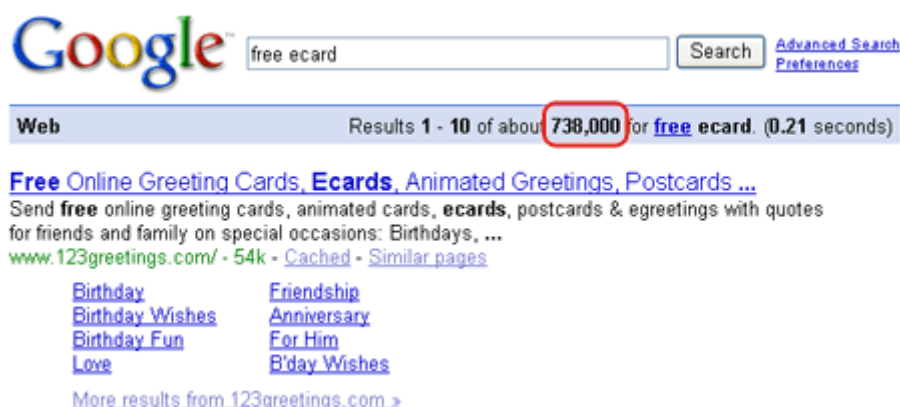 Google™ free ecard Search Advanced Search
Preferences
Web Results 1 - 10 of about 738,000 for free ecard. (0.21 seconds)
Free Online Greeting Cards, Ecards, Animated Greetings, Postcards ...
Send free online greeting cards, animated cards, ecards, postcards & egreetings with quotes
for friends and family on special occasions: Birthdays, ...
www.123greetings.com/ - 54k - Cached - Similar pages
Birthday Friendship
Birthday Wishes Anniversary
Birthday Fun For Him
Love B'day Wishes
More results from 123greetings.com »